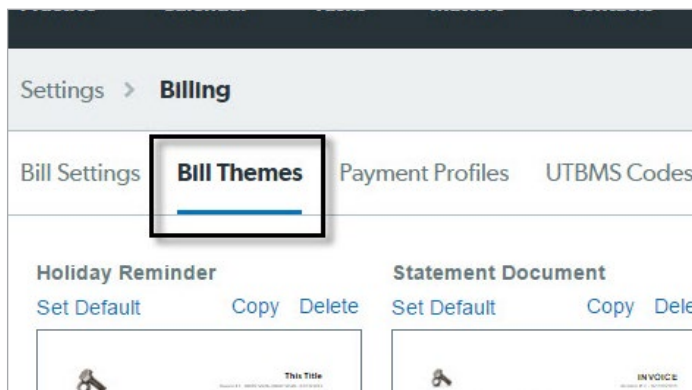 Settings > Billing
Bill Settings Bill Themes Payment Profiles UTBMS Codes
Holiday Reminder Statement Document
Set Default Copy Delete Set Default Copy Dele
This Title INVOICE